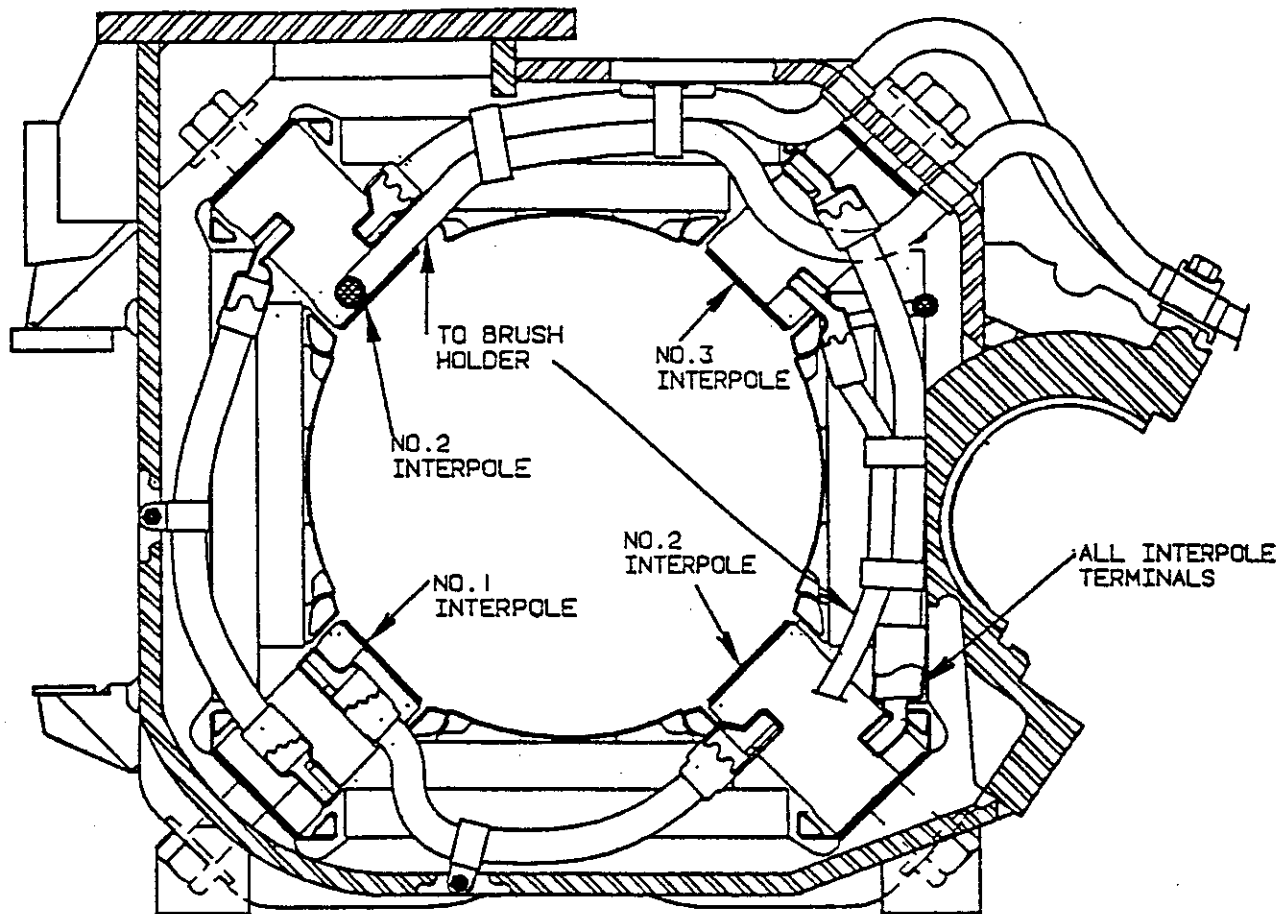 TO BRUSH
HOLDER
NO.3
INTERPOLE
NO.2
INTERPOLE
NO.2
INTERPOLE
ALL INTERPOLE
TERMINALS
NO.1
INTERPOLE